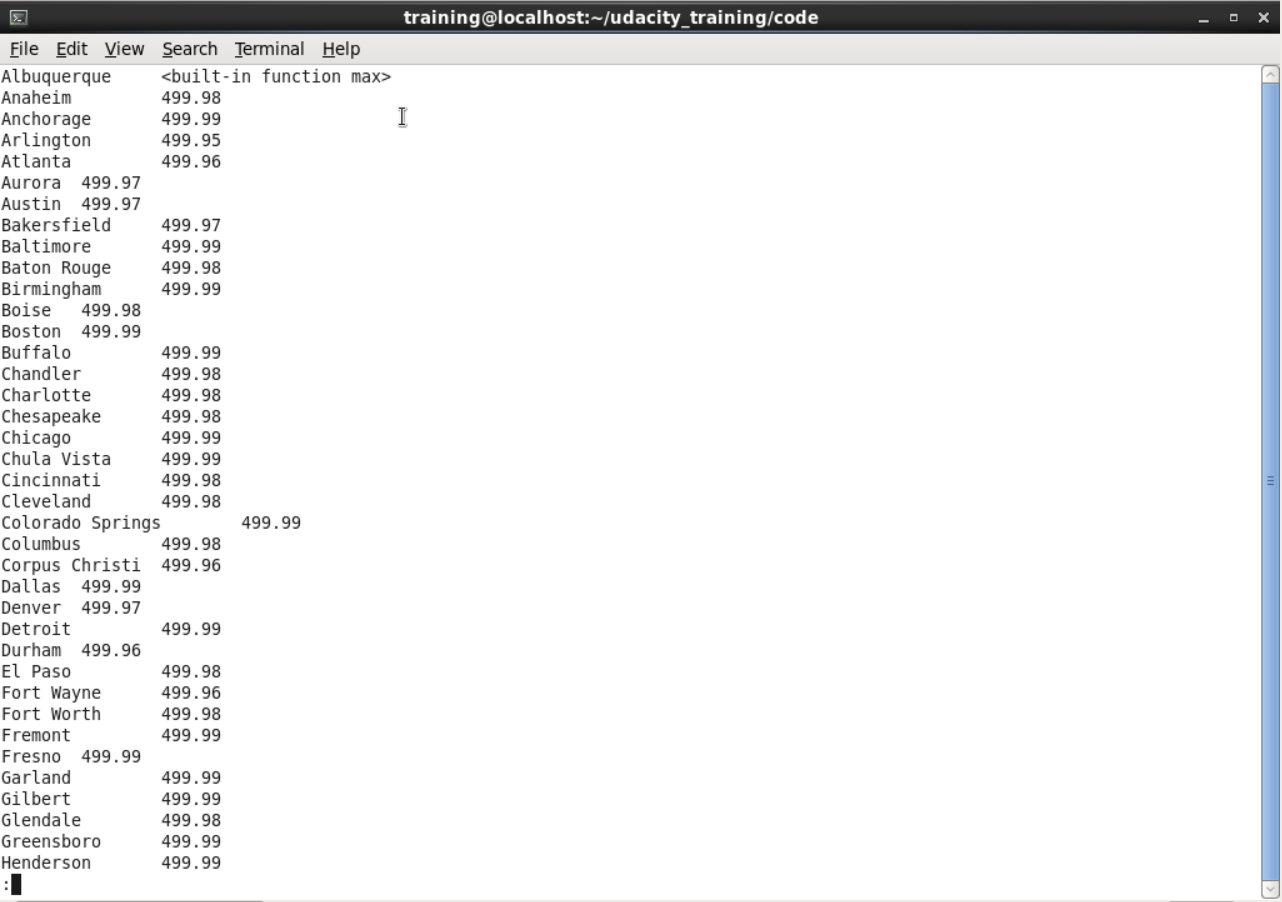 training@localhost:~/udacity_training/code
File Edit View Search Terminal Help
Albuquerque <built-in function max>
Anaheim 499.98
Anchorage 499.99
Arlington 499.95
Atlanta 499.96
Aurora 499.97
Austin 499.97
Bakersfield 499.97
Baltimore 499.99
Baton Rouge 499.98
Birmingham 499.99
Boise 499.98
Boston 499.99
Buffalo 499.99
Chandler 499.98
Charlotte 499.98
Chesapeake 499.98
Chicago 499.99
Chula Vista 499.99
Cincinnati 499.98
Cleveland 499.98
Colorado Springs 499.99
Columbus 499.98
Corpus Christi 499.96
Dallas 499.99
Denver 499.97
Detroit 499.99
Durham 499.96
El Paso 499.98
Fort Wayne 499.96
Fort Worth 499.98
Fremont 499.99
Fresno 499.99
Garland 499.99
Gilbert 499.99
Glendale 499.98
Greensboro 499.99
Henderson 499.99
: